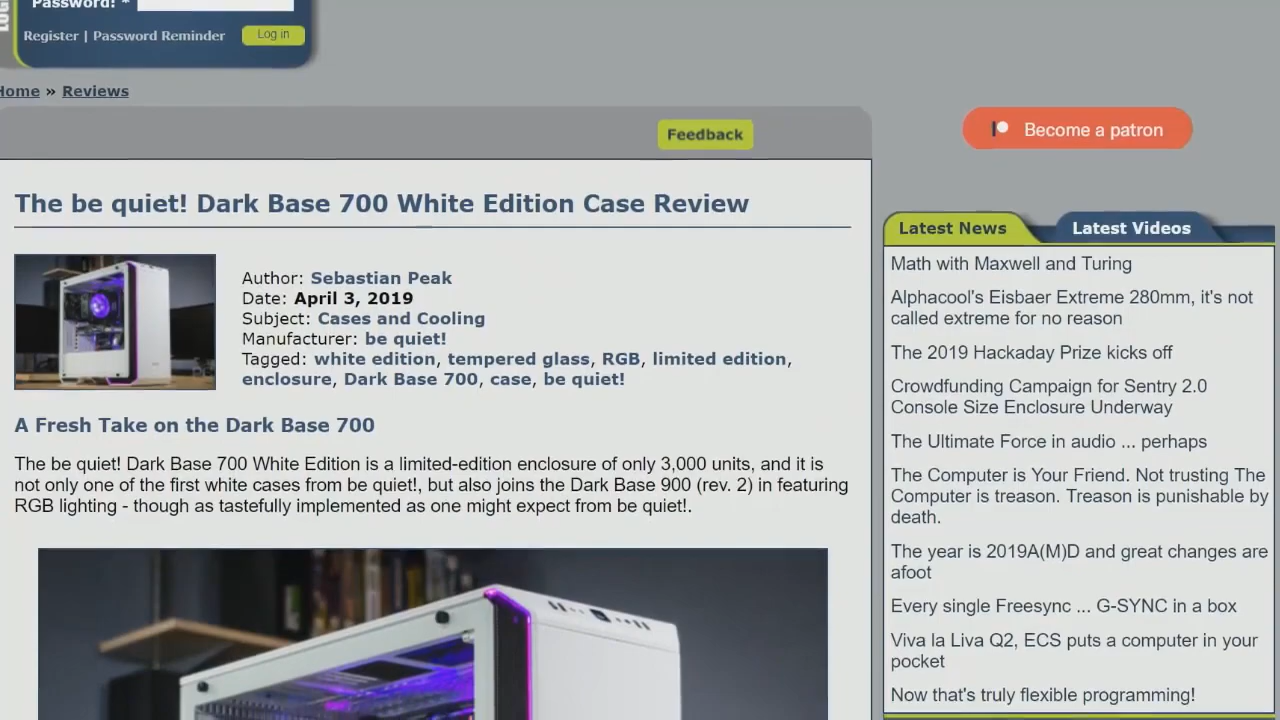 Password: *
Register | Password Reminder
Log in
Home » Reviews
Feedback
Become a patron
The be quiet! Dark Base 700 White Edition Case Review
Author: Sebastian Peak
Date: April 3, 2019
Subject: Cases and Cooling
Manufacturer: be quiet!
Tagged: white edition, tempered glass, RGB, limited edition,
enclosure, Dark Base 700, case, be quiet!
A Fresh Take on the Dark Base 700
The be quiet! Dark Base 700 White Edition is a limited-edition enclosure of only 3,000 units, and it is
not only one of the first white cases from be quiet!, but also joins the Dark Base 900 (rev. 2) in featuring
RGB lighting - though as tastefully implemented as one might expect from be quiet!.
Latest News
Latest Videos
Math with Maxwell and Turing
Alphacool's Eisbaer Extreme 280mm, it's not
called extreme for no reason
The 2019 Hackaday Prize kicks off
Crowdfunding Campaign for Sentry 2.0
Console Size Enclosure Underway
The Ultimate Force in audio ... perhaps
The Computer is Your Friend. Not trusting The
Computer is treason. Treason is punishable by
death.
The year is 2019A(M)D and great changes are
afoot
Every single Freesync ... G-SYNC in a box
Viva la Liva Q2, ECS puts a computer in your
pocket
Now that's truly flexible programming!